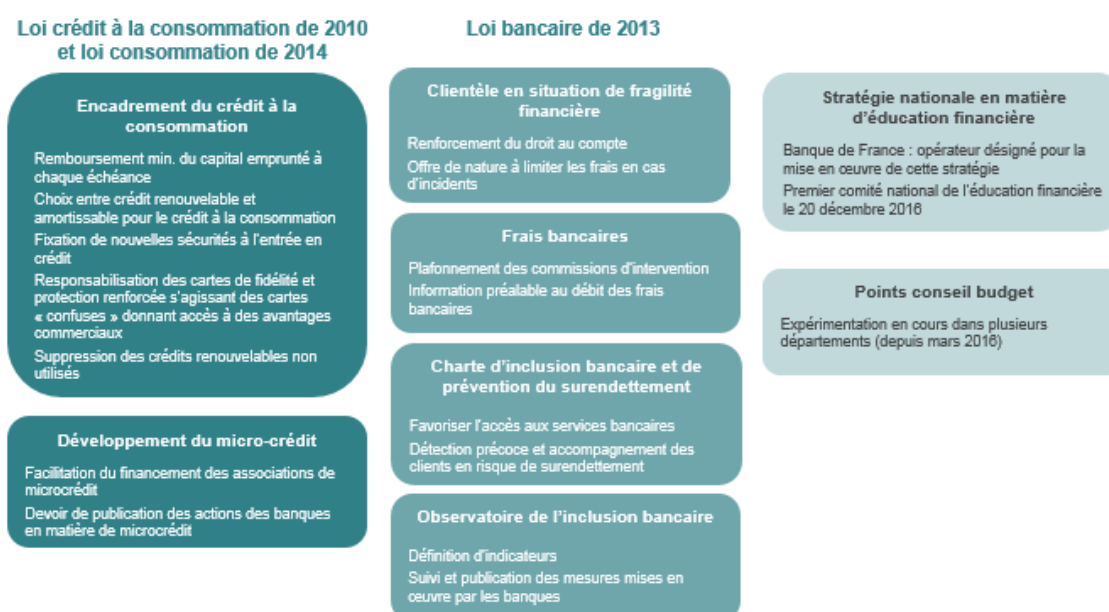 Loi crédit à la consommation de 2010
et loi consommation de 2014
Encadrement du crédit à la
consommation
Remboursement min. du capital emprunté à
chaque échéance
Choix entre crédit renouvelable et
amortissable pour le crédit à la consommation
Fixation de nouvelles sécurités à l'entrée en
crédit
Responsabilisation des cartes de fidélité et
protection renforcée s'agissant des cartes
« confuses » donnant accès à des avantages
commerciaux
Suppression des crédits renouvelables non
utilisés
Développement du micro-crédit
Facilitation du financement des associations de
microcrédit
Devoir de publication des actions des banques
en matière de microcrédit
Loi bancaire de 2013
Clientèle en situation de fragilité
financière
Renforcement du droit au compte
Offre de nature à limiter les frais en cas
d'incidents
Frais bancaires
Plafonnement des commissions d'intervention
Information préalable au débit des frais
bancaires
Charte d'inclusion bancaire et de
prévention du surendettement
Favoriser l'accès aux services bancaires
Détection précoce et accompagnement des
clients en risque de surendettement
Observatoire de l'inclusion bancaire
Définition d'indicateurs
Suivi et publication des mesures mises en
œuvre par les banques
Stratégie nationale en matière
d'éducation financière
Banque de France : opérateur désigné pour la
mise en œuvre de cette stratégie
Premier comité national de l'éducation financière
le 20 décembre 2016
Points conseil budget
Expérimentation en cours dans plusieurs
départements (depuis mars 2016)